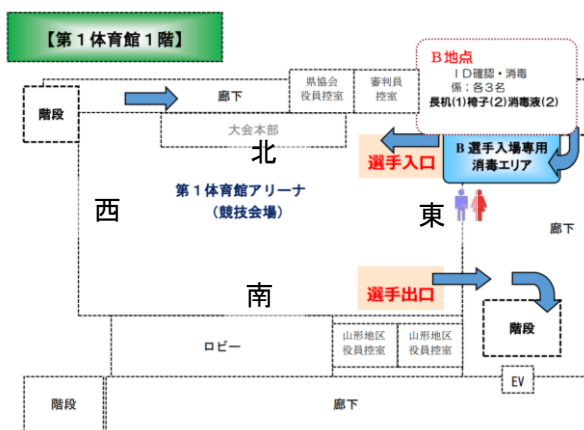 【第１体育館１階】
階段
廊下
県協会
役員控室
審判員
控室
Ｂ地点
ＩＤ確認・消毒
係：各３名
長机(1)椅子(2)消毒液(2)
大会本部
北
選手入口
Ｂ選手入場専用
消毒エリア
西
第１体育館アリーナ
（競技会場）
東
廊下
南
選手出口
階段
ロビー
山形地区
役員控室
山形地区
役員控室
EV
階段
廊下